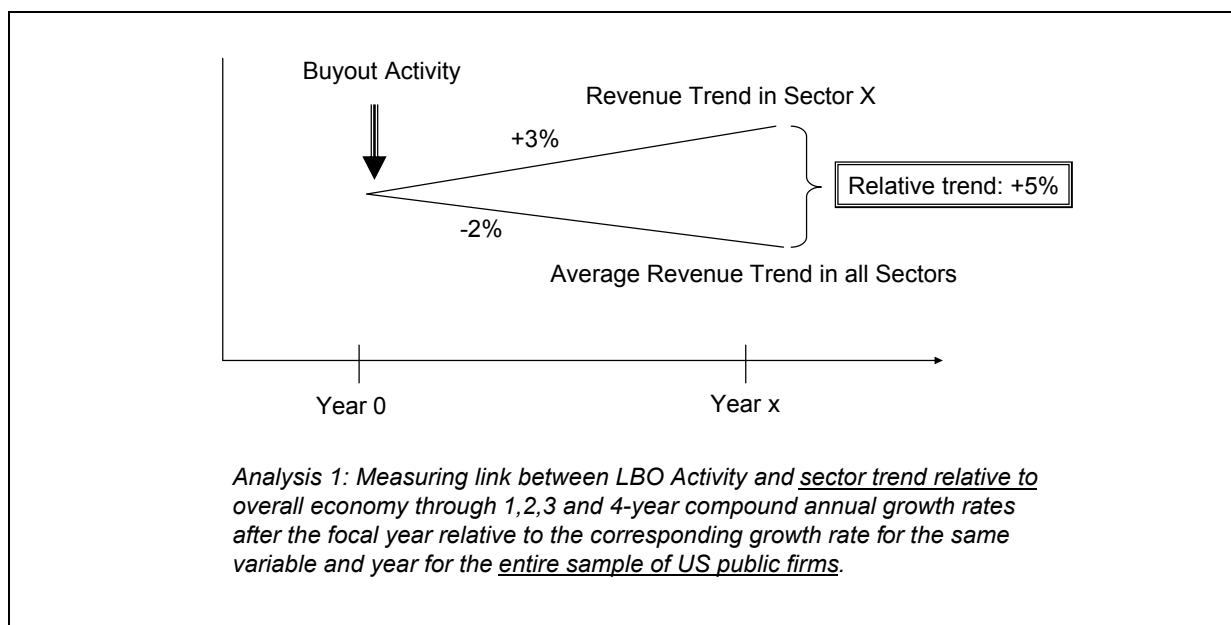 Buyout Activity
Revenue Trend in Sector X
+3%
Relative trend: +5%
-2%
Average Revenue Trend in all Sectors
Year 0
Year x
Analysis 1: Measuring link between LBO Activity and sector trend relative to
overall economy through 1,2,3 and 4-year compound annual growth rates
after the focal year relative to the corresponding growth rate for the same
variable and year for the entire sample of US public firms.